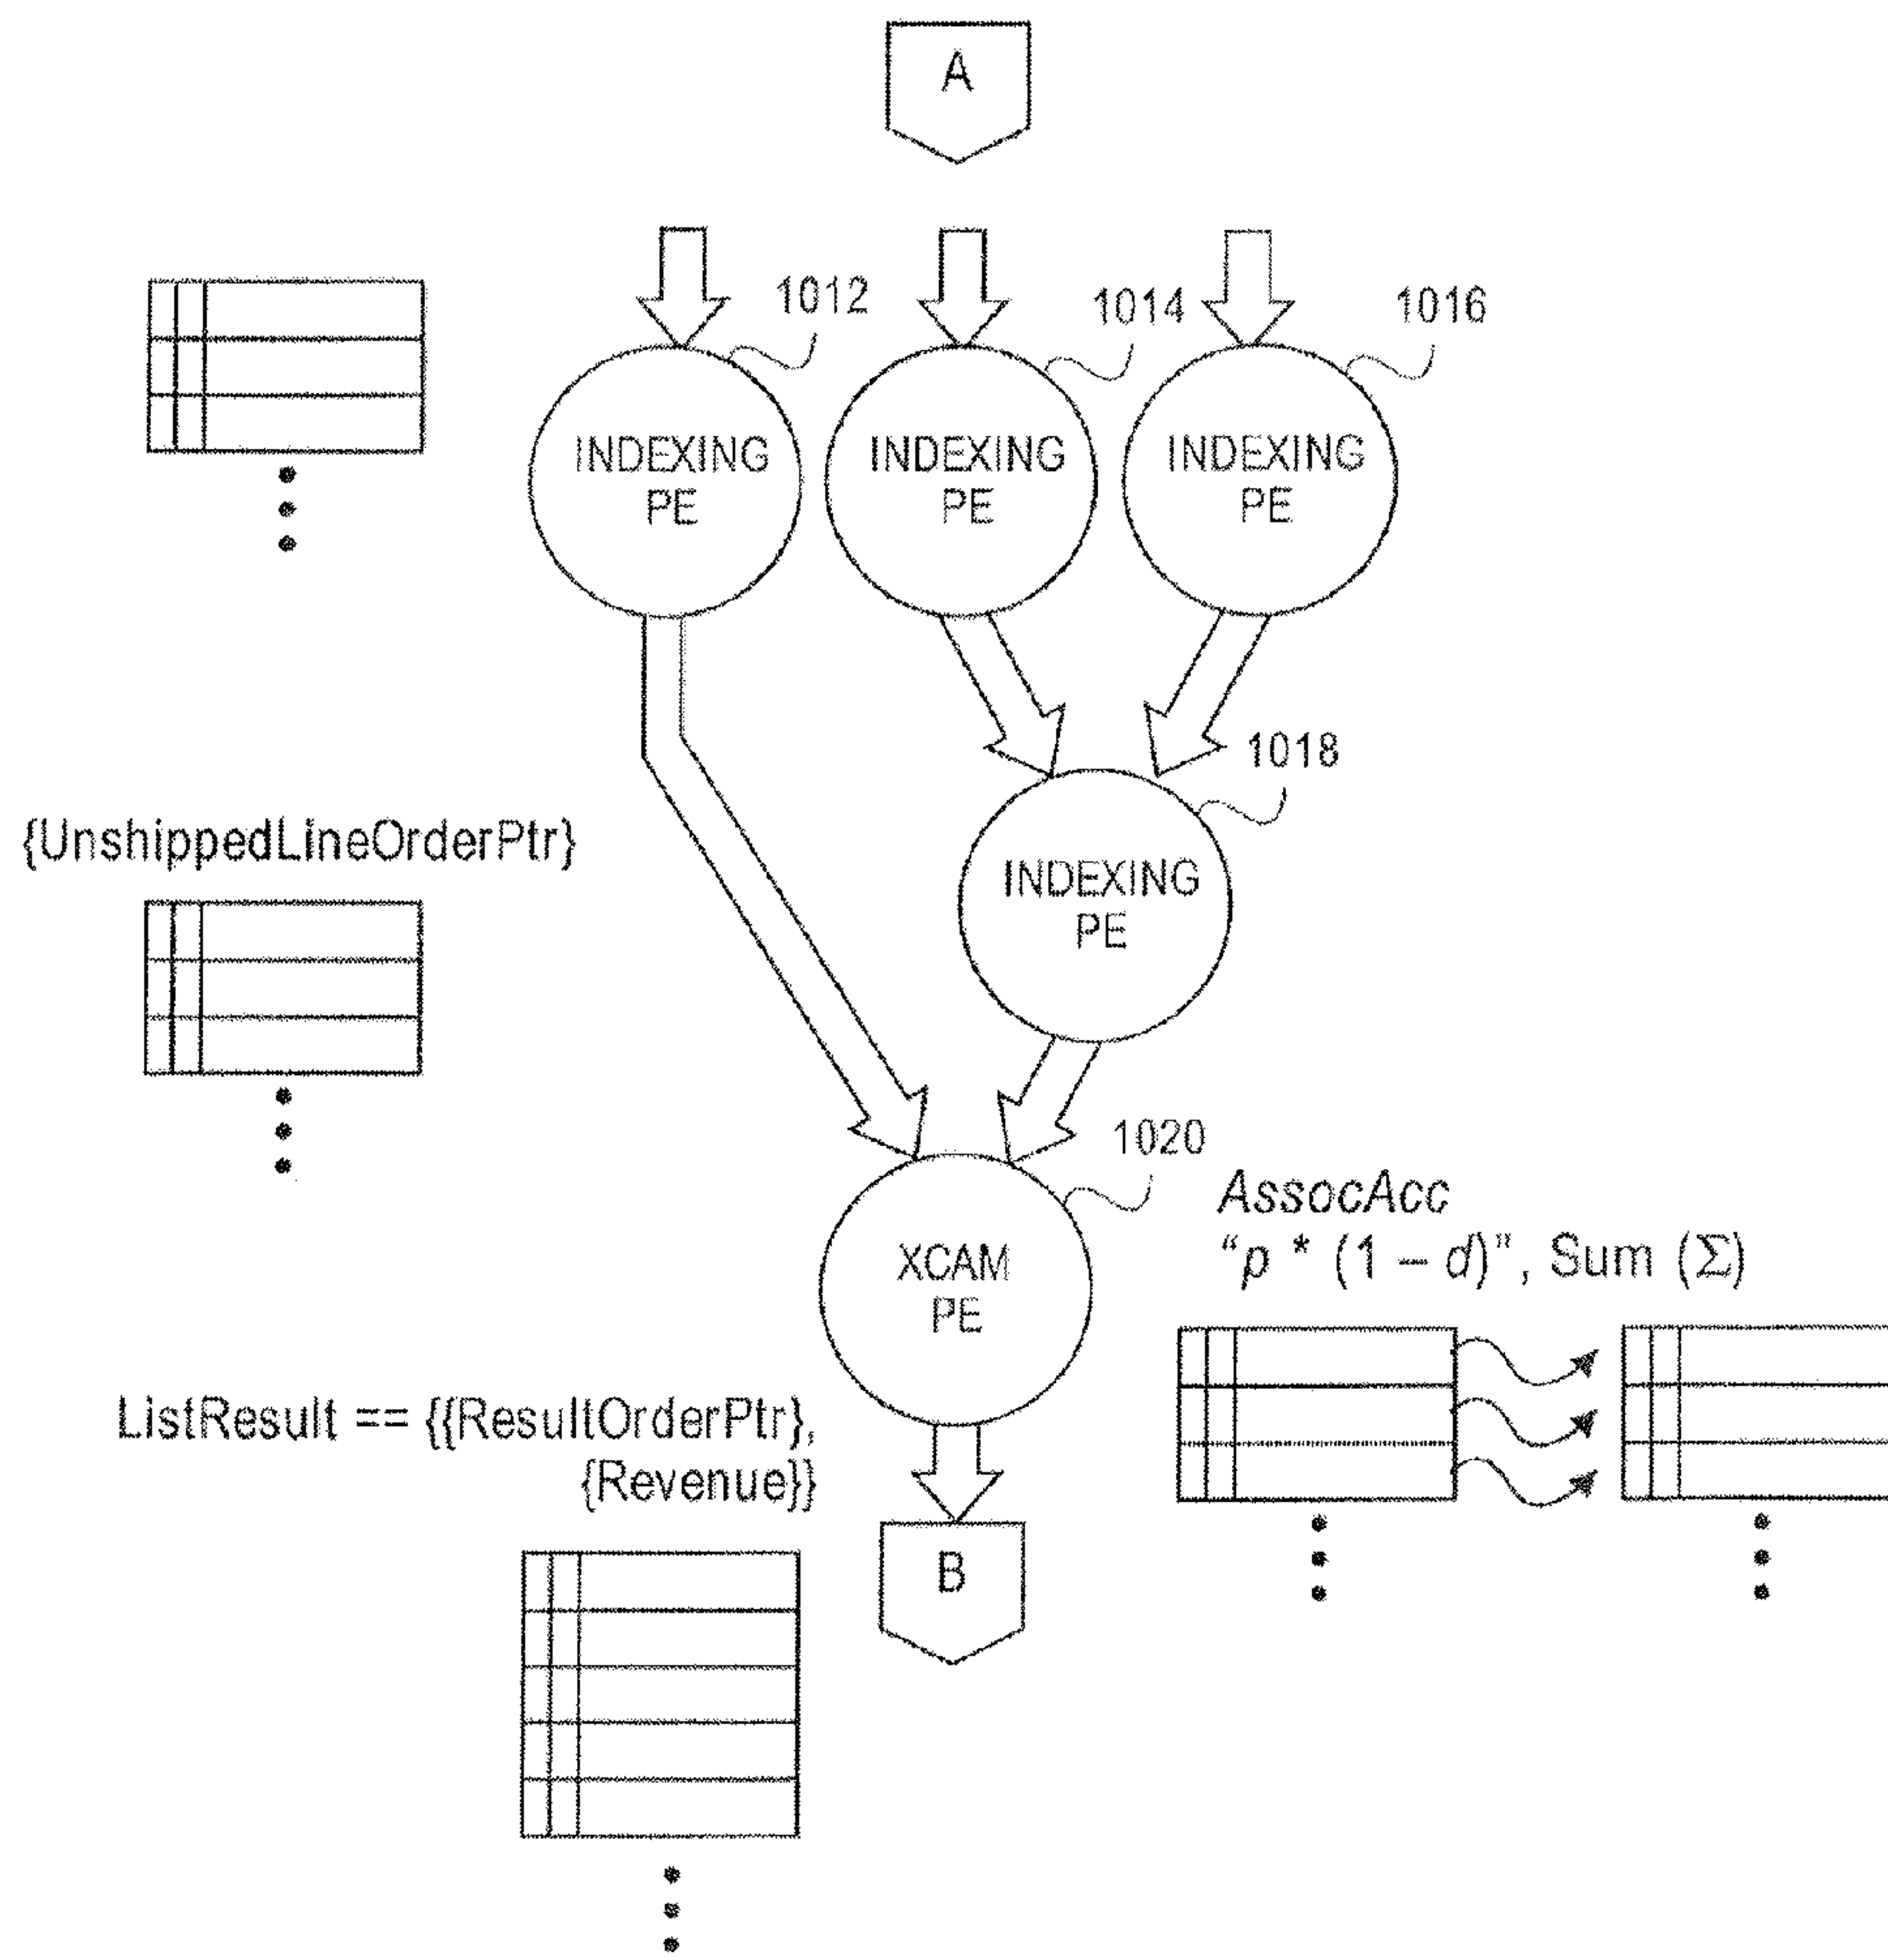 A
1012
1014
1016
INDEXING
PE
INDEXING
PE
INDEXING
PE
1018
{UnshippedLineOrderPtr}
INDEXING
PE
1020
AssocAcc
“p * (1 – d)”, Sum (Σ)
XCAM
PE
ListResult == {{ResultOrderPtr},
{Revenue}}
B